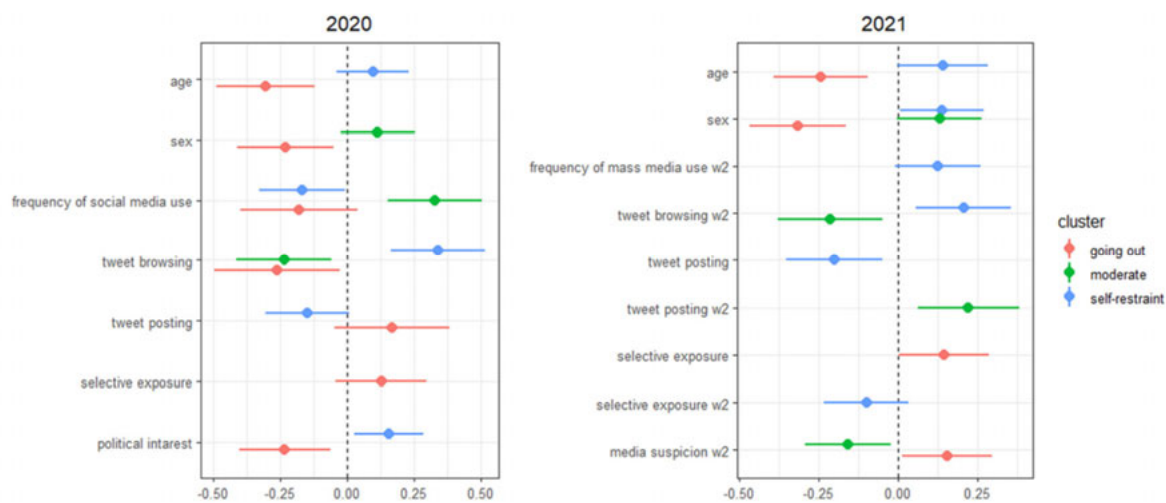 2020
age
sex
frequency of social media use
tweet browsing
tweet posting
selective exposure
political intarest
-0.50 -0.25 0.00 0.25 0.50
2021
age
sex
frequency of mass media use w2
tweet browsing w2
tweet posting
tweet posting w2
selective exposure
selective exposure w2
media suspicion w2
-0.50 -0.25 0.00 0.25
cluster
going out
moderate
self-restraint